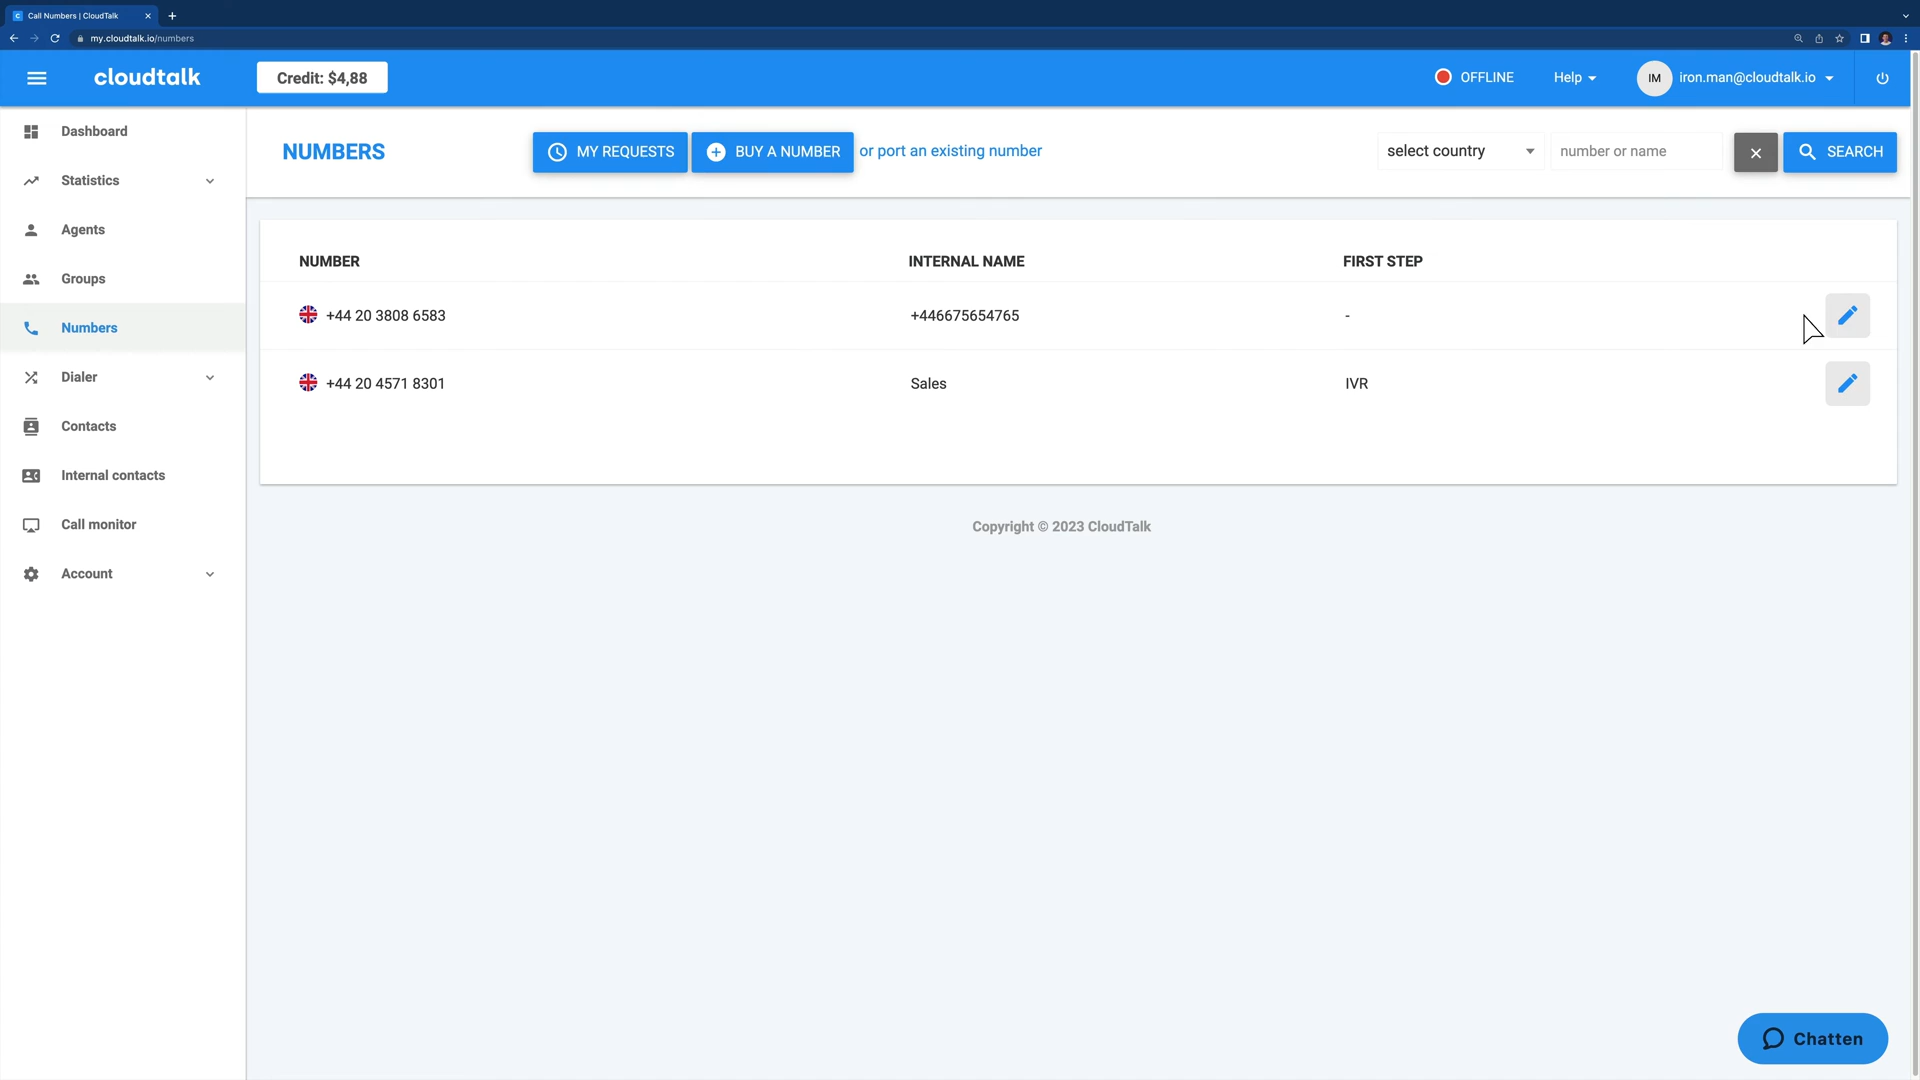 Call Numbers | CloudTalk
my.cloudtalk.io/numbers
cloudtalk
Credit: $4,88
OFFLINE
Help
IM
iron.man@cloudtalk.io
Dashboard
Statistics
Agents
Groups
Numbers
Dialer
Contacts
Internal contacts
Call monitor
Account
NUMBERS
MY REQUESTS
BUY A NUMBER
or port an existing number
select country
number or name
SEARCH
NUMBER INTERNAL NAME FIRST STEP
+44 20 3808 6583 +446675654765 -
+44 20 4571 8301 Sales IVR
Copyright © 2023 CloudTalk
Chatten